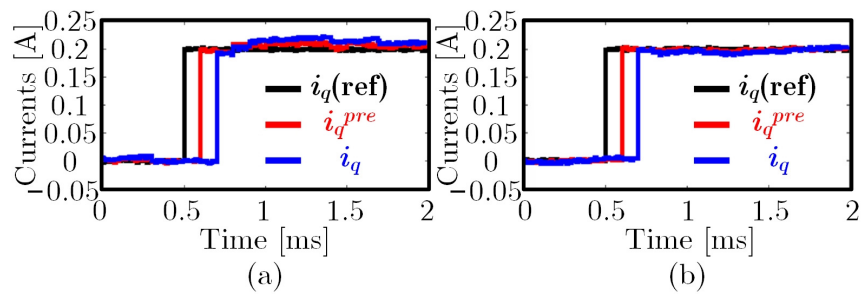 0.25
0.2
0.15
0.1
0.05
0
−0.05
Currents [A]
i_q(ref)
i_q^pre
i_q
0 0.5 1 1.5 2
Time [ms]
(a)
0.25
0.2
0.15
0.1
0.05
0
−0.05
Currents [A]
i_q(ref)
i_q^pre
i_q
0 0.5 1 1.5 2
Time [ms]
(b)